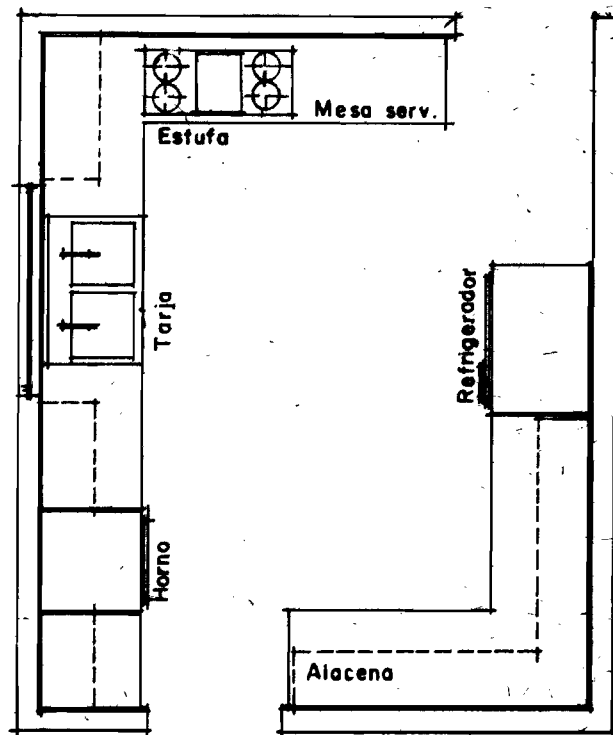 Mesa serv.
Estufa
Tarja
Refrigerador
Horno
Alacena